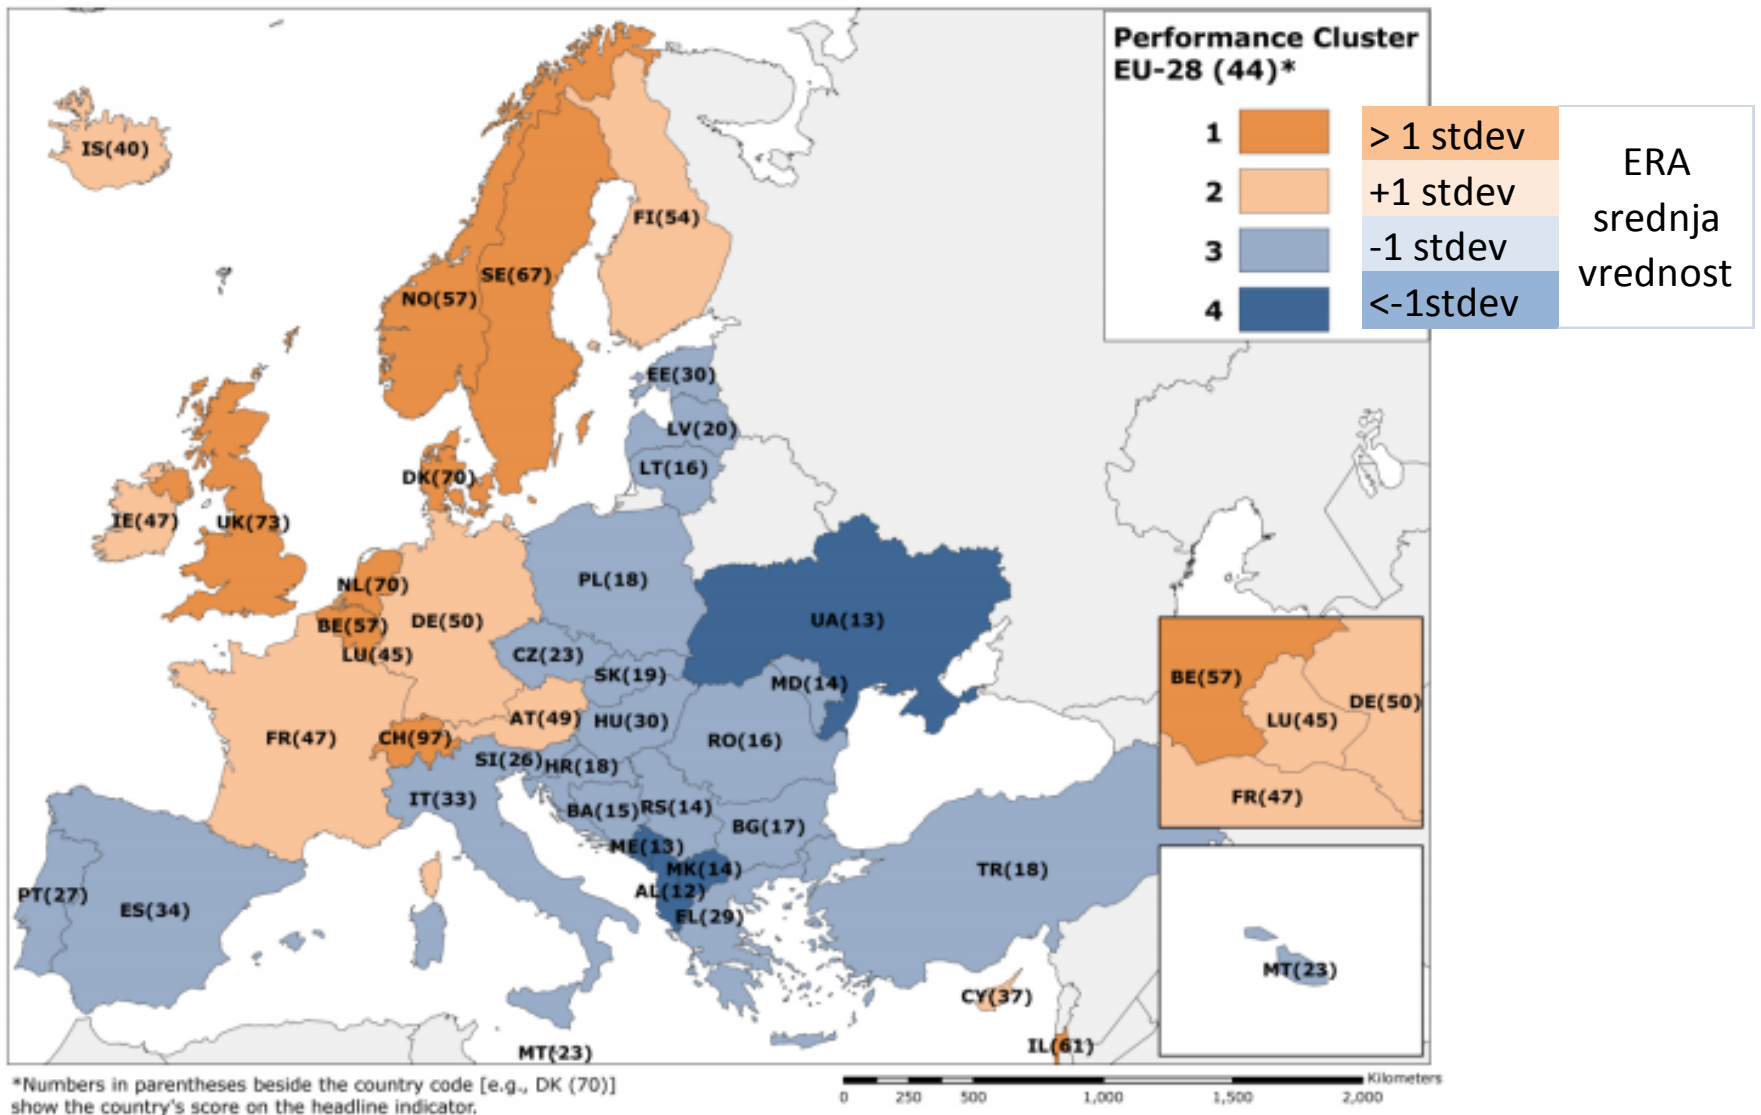 Performance Cluster
EU-28 (44)*
1
2
3
4
> 1 stdev
+1 stdev
-1 stdev
<-1stdev
ERA
srednja
vrednost
IS(40)
FI(54)
SE(67)
NO(57)
EE(30)
LV(20)
LT(16)
DK(70)
IE(47)
UK(73)
NL(70)
PL(18)
BE(57)
DE(50)
UA(13)
LU(45)
CZ(23)
SK(19)
MD(14)
AT(49)
HU(30)
FR(47)
CH(97)
RO(16)
SI(26)
HR(18)
IT(33)
BA(15)
RS(14)
BG(17)
ME(13)
MK(14)
TR(18)
AL(12)
PT(27)
ES(34)
EL(29)
CY(37)
IL(61)
MT(23)
BE(57)
DE(50)
LU(45)
FR(47)
MT(23)
*Numbers in parentheses beside the country code [e.g., DK (70)]
show the country's score on the headline indicator.
Kilometers
0 250 500 1,000 1,500 2,000